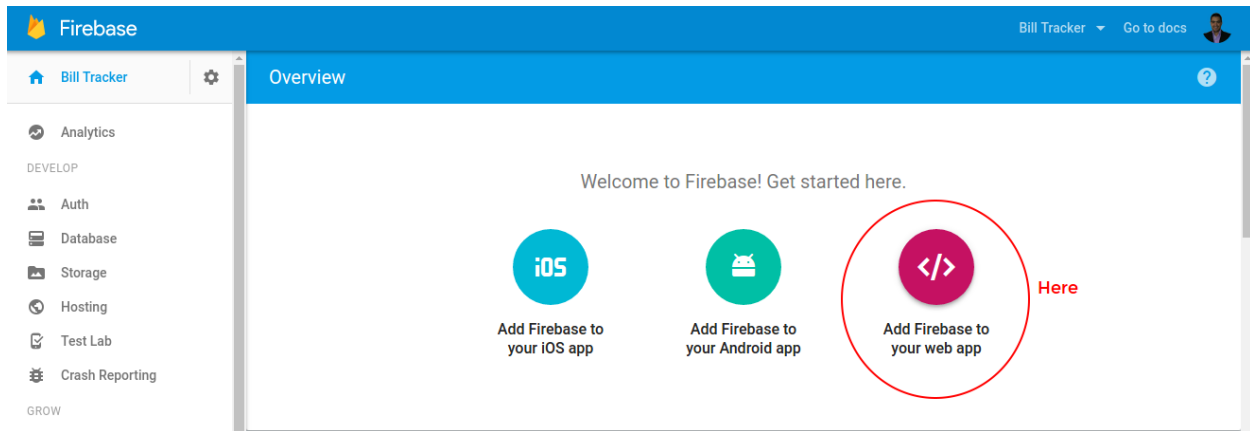 Firebase
Bill Tracker
Go to docs
Bill Tracker
Overview
Analytics
DEVELOP
Auth
Database
Storage
Hosting
Test Lab
Crash Reporting
GROW
Welcome to Firebase! Get started here.
iOS
Add Firebase to
your iOS app
Add Firebase to
your Android app
</>
Add Firebase to
your web app
Here